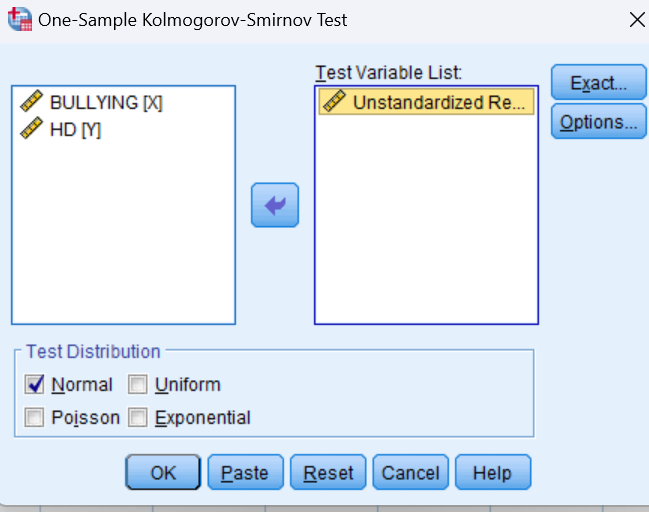 One-Sample Kolmogorov-Smirnov Test
Test Variable List:
BULLYING [X]
HD [Y]
Unstandardized Re...
Exact...
Options...
Test Distribution
Normal Uniform
Poisson Exponential
OK Paste Reset Cancel Help